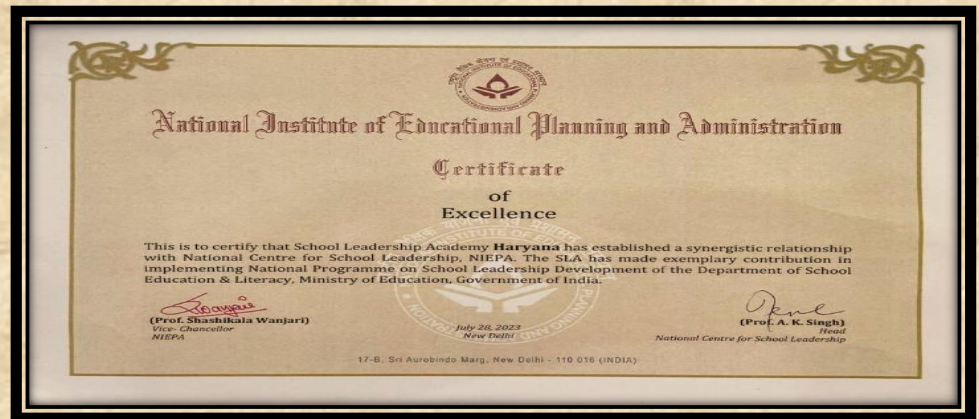 National Institute of Educational Planning and Administration
Certificate
of
Excellence
This is to certify that School Leadership Academy Haryana has established a synergistic relationship
with National Centre for School Leadership, NIEPA. The SLA has made exemplary contribution in
implementing National Programme on School Leadership Development of the Department of School
Education & Literacy, Ministry of Education, Government of India.
(Prof. Shashikala Wanjari)
Vice- Chancellor
NIEPA
July 28, 2023
New Delhi
(Prof. A. K. Singh)
Head
National Centre for School Leadership
17-B, Sri Aurobindo Marg, New Delhi - 110 016 (INDIA)